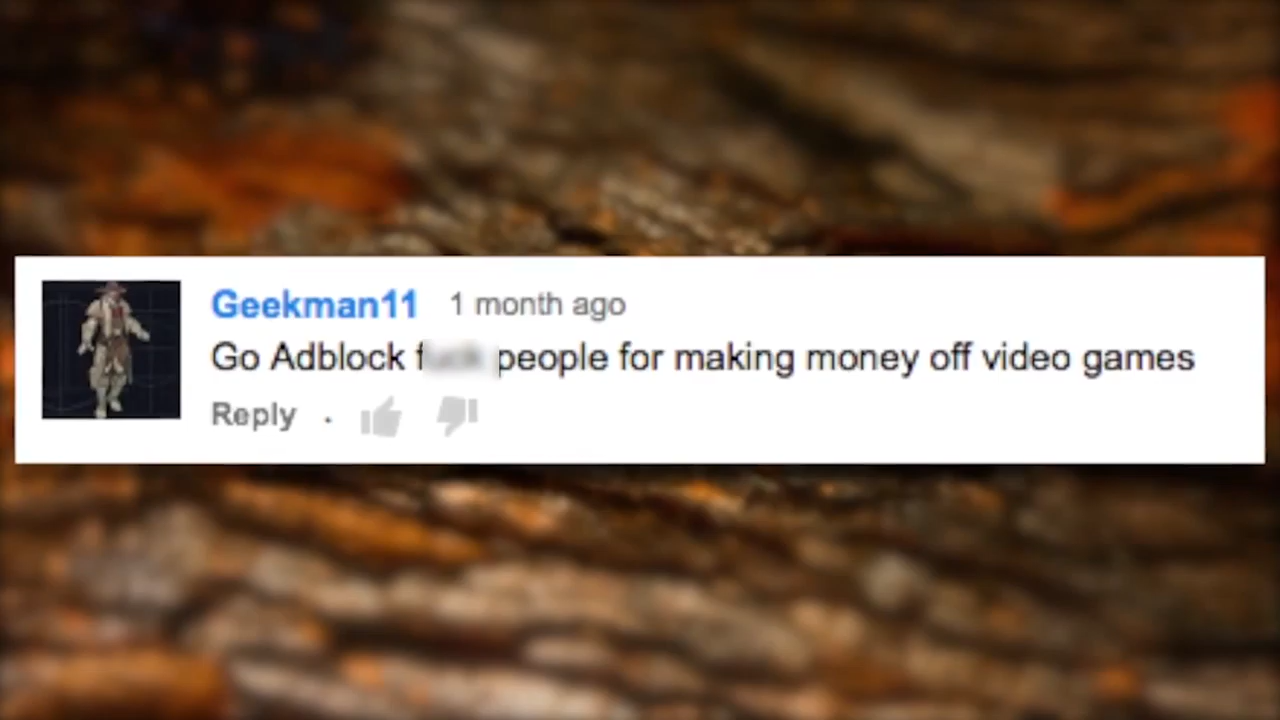 Geekman11 1 month ago
Go Adblock f people for making money off video games
Reply .